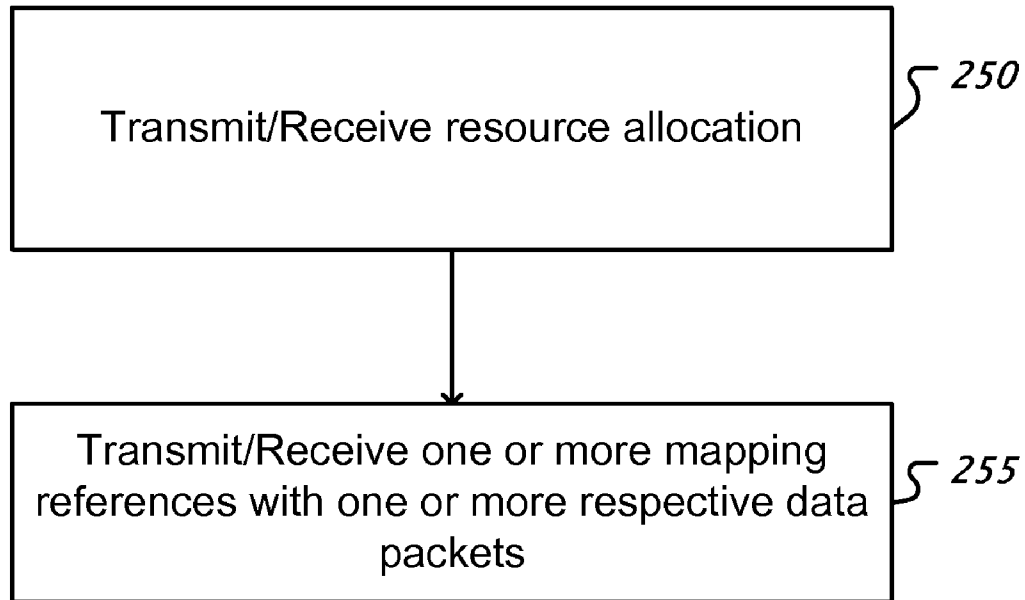 250
Transmit/Receive resource allocation
Transmit/Receive one or more mapping
references with one or more respective data
packets
255